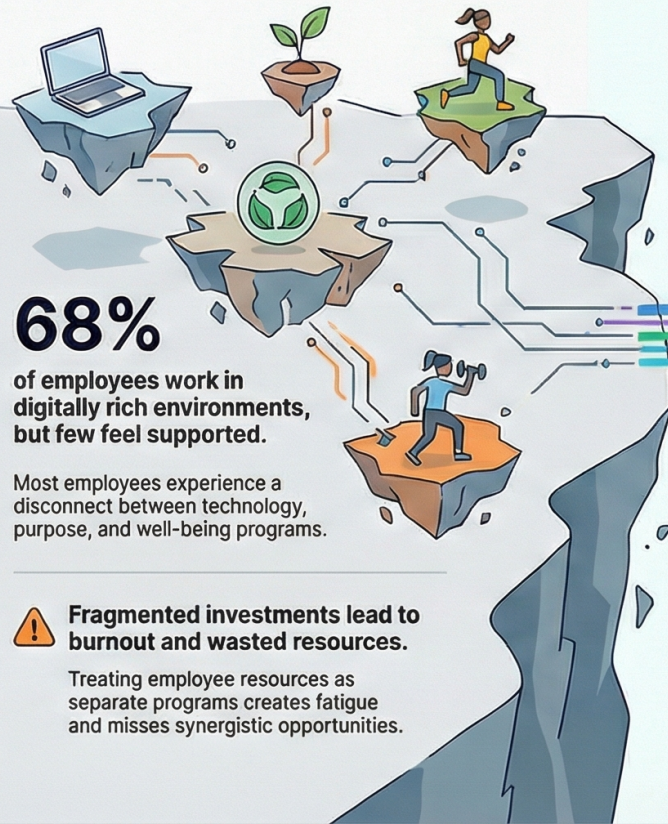 68%
of employees work in
digitally rich environments,
but few feel supported.
Most employees experience a
disconnect between technology,
purpose, and well-being programs.
Fragmented investments lead to
burnout and wasted resources.
Treating employee resources as
separate programs creates fatigue
and misses synergistic opportunities.